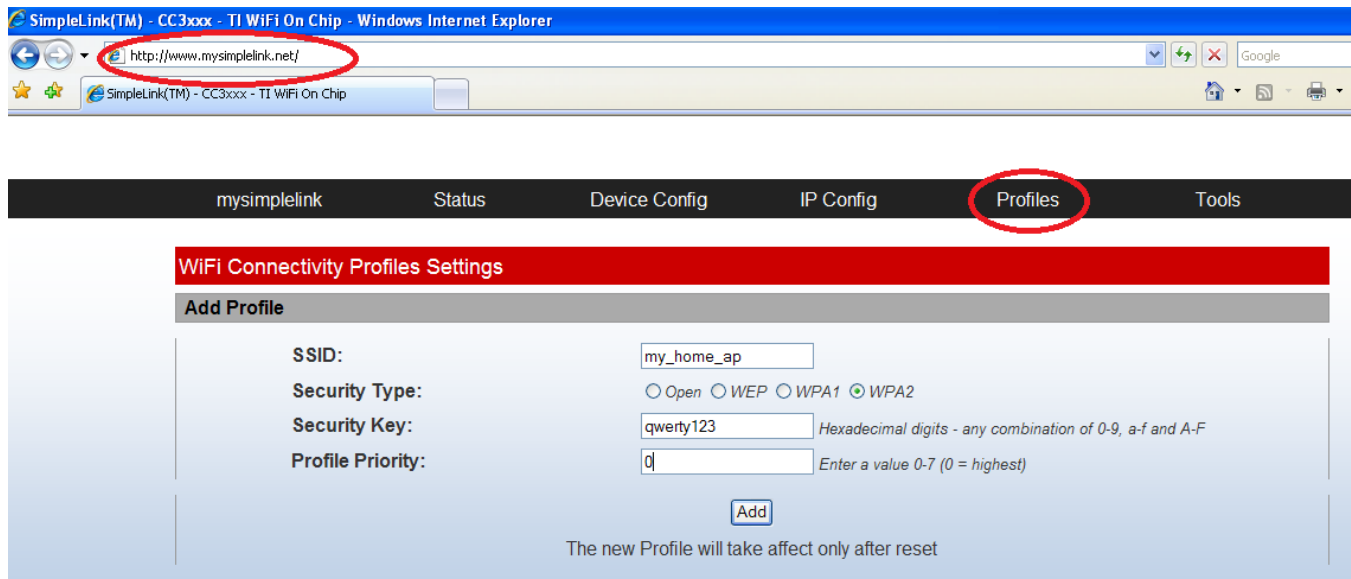 SimpleLink(TM) - CC3xxx - TI WiFi On Chip - Windows Internet Explorer
http://www.mysimplelink.net/
Google
SimpleLink(TM) - CC3xxx - TI WiFi On Chip
mysimplelink Status Device Config IP Config Profiles Tools
WiFi Connectivity Profiles Settings
Add Profile
SSID: my_home_ap
Security Type: Open WEP WPA1 WPA2
Security Key: qwerty123 Hexadecimal digits - any combination of 0-9, a-f and A-F
Profile Priority: 0 Enter a value 0-7 (0 = highest)
Add
The new Profile will take affect only after reset